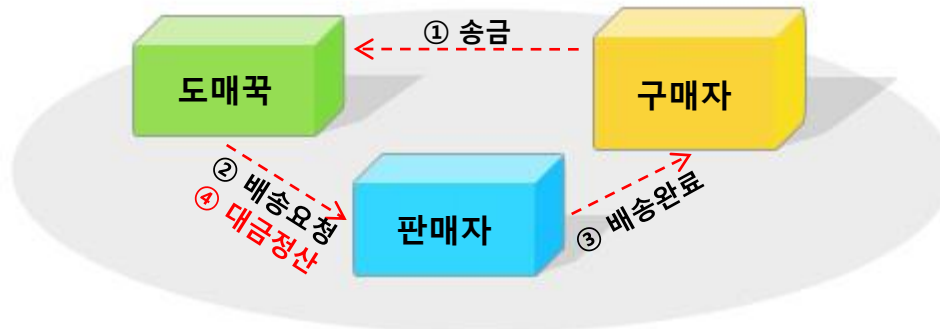 ① 송금
도매꾹
구매자
② 배송요청
④ 대금정산
판매자
③ 배송완료